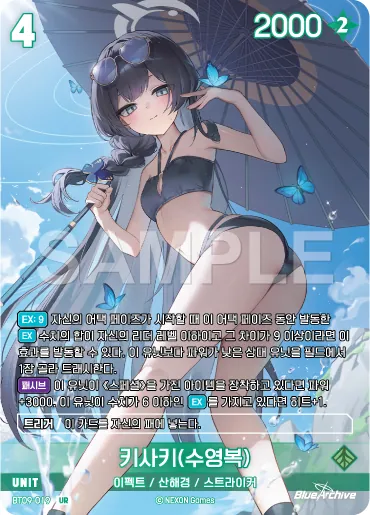 4
2000 2
SAMPLE
EX: 9 자신의 어택 페이즈가 시작할 때 이 어택 페이즈 동안 발동한
EX 수치의 합이 자신의 리더 레벨 이하이고 그 차이가 9 이상이라면 이
효과를 발동할 수 있다. 이 유닛보다 파워가 낮은 상대 유닛을 필드에서
1장 골라 트래시한다.
패시브 이 유닛이 <스페셜>을 가진 아이템을 장착하고 있다면 파워
+3000. 이 유닛이 수치가 6 이하인 EX 를 가지고 있다면 히트+1.
트리거 / 이 카드를 자신의 패에 넣는다.
키사키(수영복)
UNIT
이펙트 / 산해경 / 스트라이커
BT09-019 UR
© NEXON Games
BlueArchive